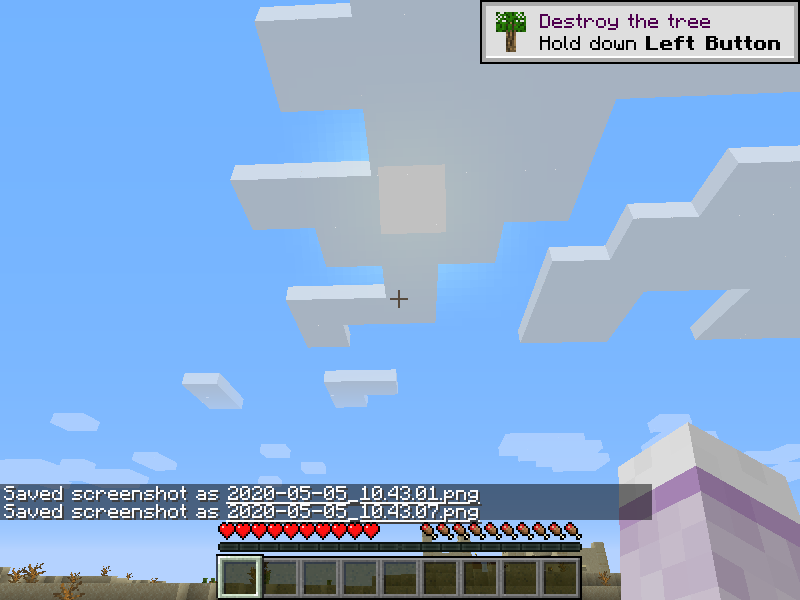 Destroy the tree
Hold down Left Button
Saved screenshot as 2020-05-05_10.43.01.png
Saved screenshot as 2020-05-05_10.43.07.png